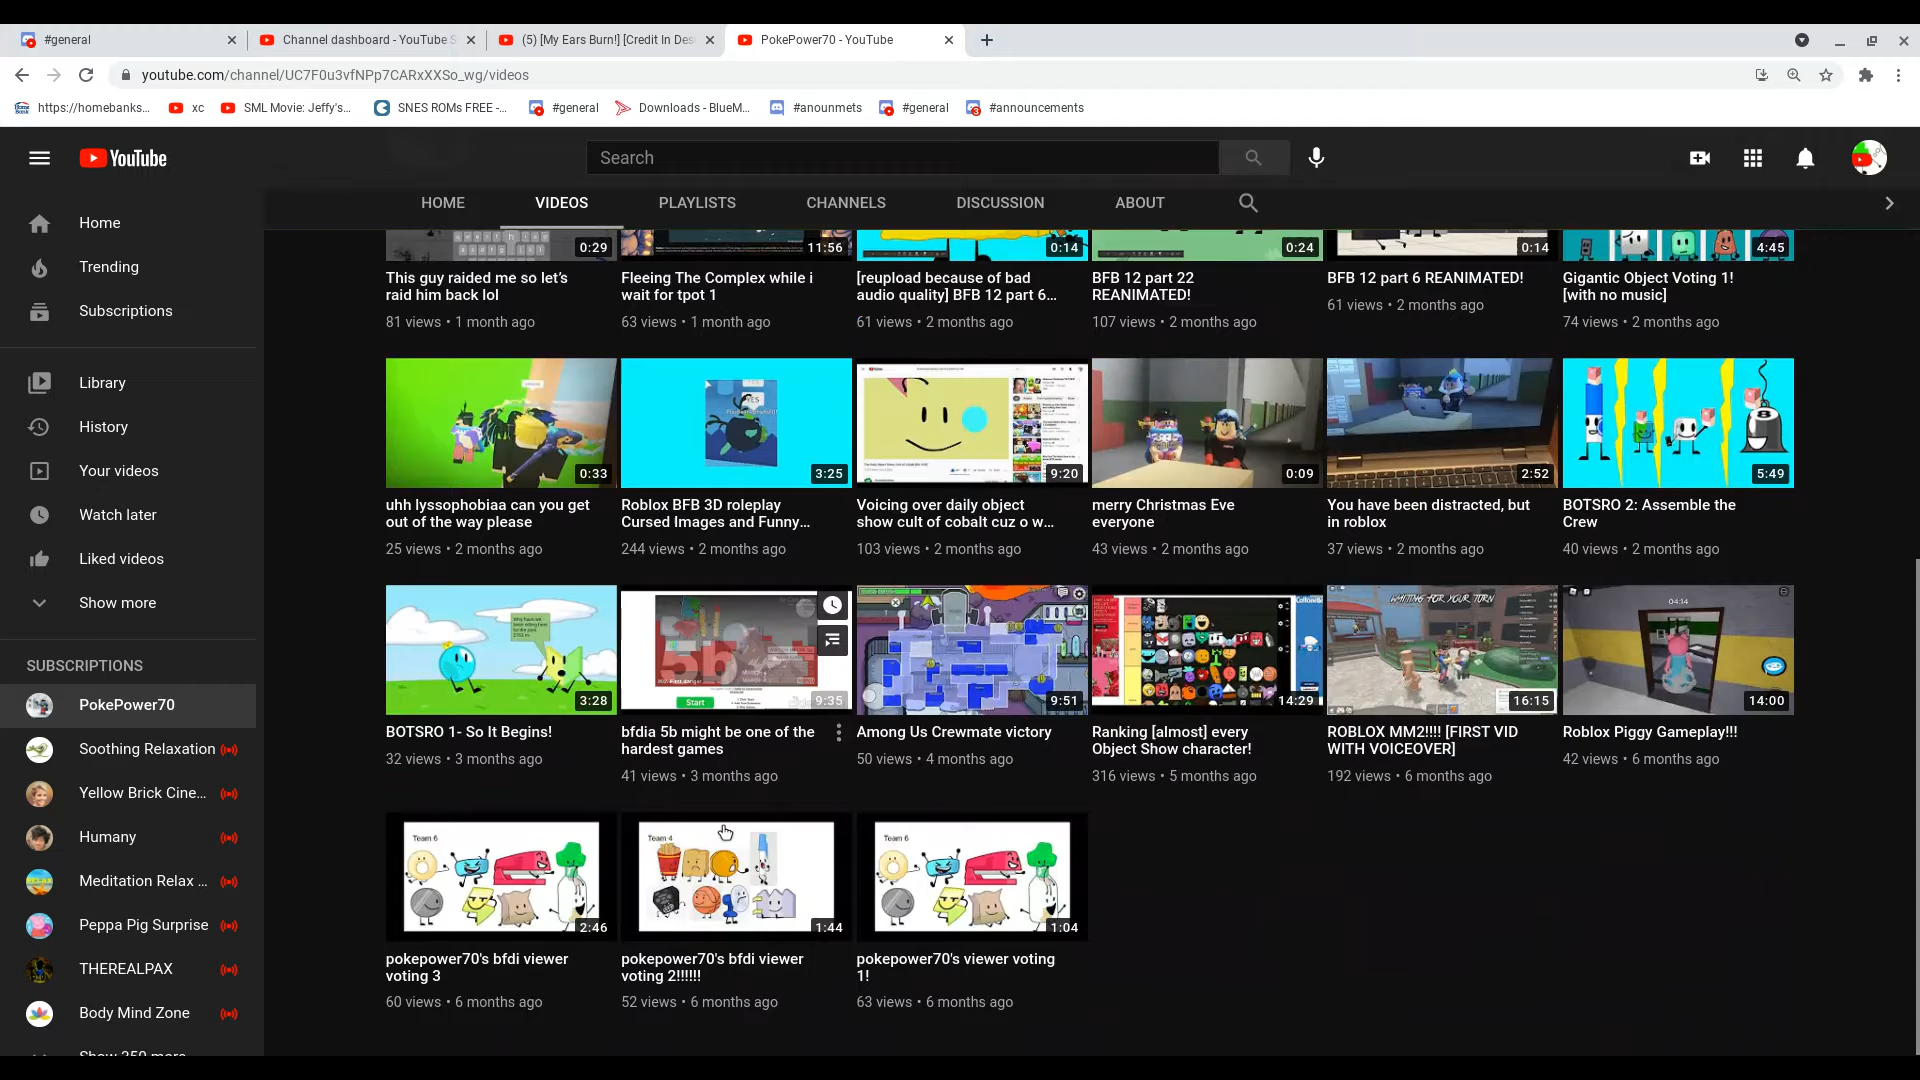 #general
Channel dashboard - YouTube S
(5) [My Ears Burn!] [Credit In Des
PokePower70 - YouTube
youtube.com/channel/UC7F0u3vfNPp7CARxXXSo_wg/videos
https://homebanks...
xc
SML Movie: Jeffy's...
SNES ROMs FREE -...
#general
Downloads - BlueM...
#anounmets
#general
#announcements
YouTube
Search
HOME
VIDEOS
PLAYLISTS
CHANNELS
DISCUSSION
ABOUT
Home
Trending
Subscriptions
Library
History
Your videos
Watch later
Liked videos
Show more
SUBSCRIPTIONS
PokePower70
Soothing Relaxation
Yellow Brick Cine...
Humany
Meditation Relax ...
Peppa Pig Surprise
THEREALPAX
Body Mind Zone
Show 350 more
0:29
11:56
0:14
0:24
0:14
4:45
This guy raided me so let's
raid him back lol
81 views • 1 month ago
Fleeing The Complex while i
wait for tpot 1
63 views • 1 month ago
[reupload because of bad
audio quality] BFB 12 part 6...
61 views • 2 months ago
BFB 12 part 22
REANIMATED!
107 views • 2 months ago
BFB 12 part 6 REANIMATED!
61 views • 2 months ago
Gigantic Object Voting 1!
[with no music]
74 views • 2 months ago
0:33
YES
3:25
9:20
0:09
2:52
5:49
uhh lyssophobiaa can you get
out of the way please
25 views • 2 months ago
Roblox BFB 3D roleplay
Cursed Images and Funny...
244 views • 2 months ago
Voicing over daily object
show cult of cobalt cuz o w...
103 views • 2 months ago
merry Christmas Eve
everyone
43 views • 2 months ago
You have been distracted, but
in roblox
37 views • 2 months ago
BOTSRO 2: Assemble the
Crew
40 views • 2 months ago
3:28
5b
Start
9:35
9:51
14:29
WAITING FOR YOUR TURN
16:15
04:14
14:00
BOTSRO 1- So It Begins!
32 views • 3 months ago
bfdia 5b might be one of the
hardest games
41 views • 3 months ago
Among Us Crewmate victory
50 views • 4 months ago
Ranking [almost] every
Object Show character!
316 views • 5 months ago
ROBLOX MM2!!!! [FIRST VID
WITH VOICEOVER]
192 views • 6 months ago
Roblox Piggy Gameplay!!!
42 views • 6 months ago
Team 6
2:46
Team 4
1:44
Team 6
1:04
pokepower70's bfdi viewer
voting 3
60 views • 6 months ago
pokepower70's bfdi viewer
voting 2!!!!!!
52 views • 6 months ago
pokepower70's viewer voting
1!
63 views • 6 months ago